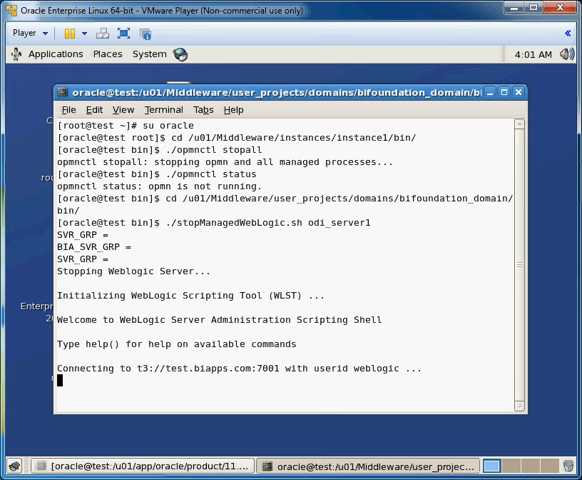 Oracle Enterprise Linux 64-bit - VMware Player (Non-commercial use only)
Player
Applications Places System 4:01 AM
oracle@test:/u01/Middleware/user_projects/domains/bifoundation_domain/bi
File Edit View Terminal Tabs Help
[root@test ~]# su oracle
[oracle@test root]$ cd /u01/Middleware/instances/instance1/bin/
[oracle@test bin]$ ./opmnctl stopall
opmnctl stopall: stopping opmn and all managed processes...
[oracle@test bin]$ ./opmnctl status
opmnctl status: opmn is not running.
[oracle@test bin]$ cd /u01/Middleware/user_projects/domains/bifoundation_domain/
bin/
[oracle@test bin]$ ./stopManagedWebLogic.sh odi_server1
SVR_GRP =
BIA_SVR_GRP =
SVR_GRP =
Stopping Weblogic Server...
Initializing WebLogic Scripting Tool (WLST) ...
Welcome to WebLogic Server Administration Scripting Shell
Type help() for help on available commands
Connecting to t3://test.biapps.com:7001 with userid weblogic ...
C
roo
Enterp
20
[oracle@test:/u01/app/oracle/product/11.... oracle@test:/u01/Middleware/user_projec...